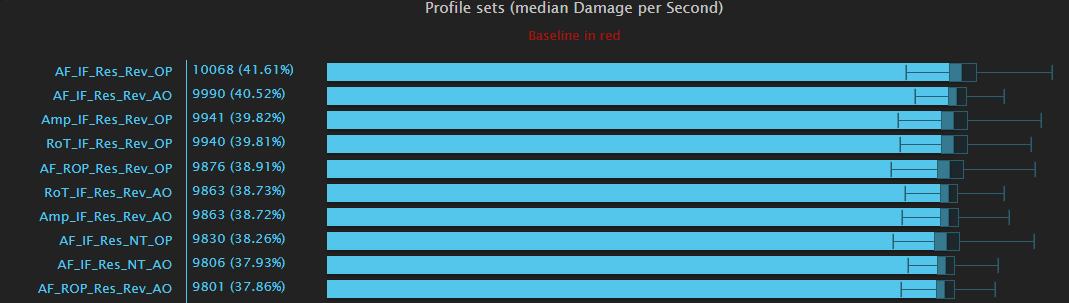 Profile sets (median Damage per Second)
Baseline in red
AF_IF_Res_Rev_OP 10068 (41.61%)
AF_IF_Res_Rev_AO 9990 (40.52%)
Amp_IF_Res_Rev_OP 9941 (39.82%)
RoT_IF_Res_Rev_OP 9940 (39.81%)
AF_ROP_Res_Rev_OP 9876 (38.91%)
RoT_IF_Res_Rev_AO 9863 (38.73%)
Amp_IF_Res_Rev_AO 9863 (38.72%)
AF_IF_Res_NT_OP 9830 (38.26%)
AF_IF_Res_NT_AO 9806 (37.93%)
AF_ROP_Res_Rev_AO 9801 (37.86%)